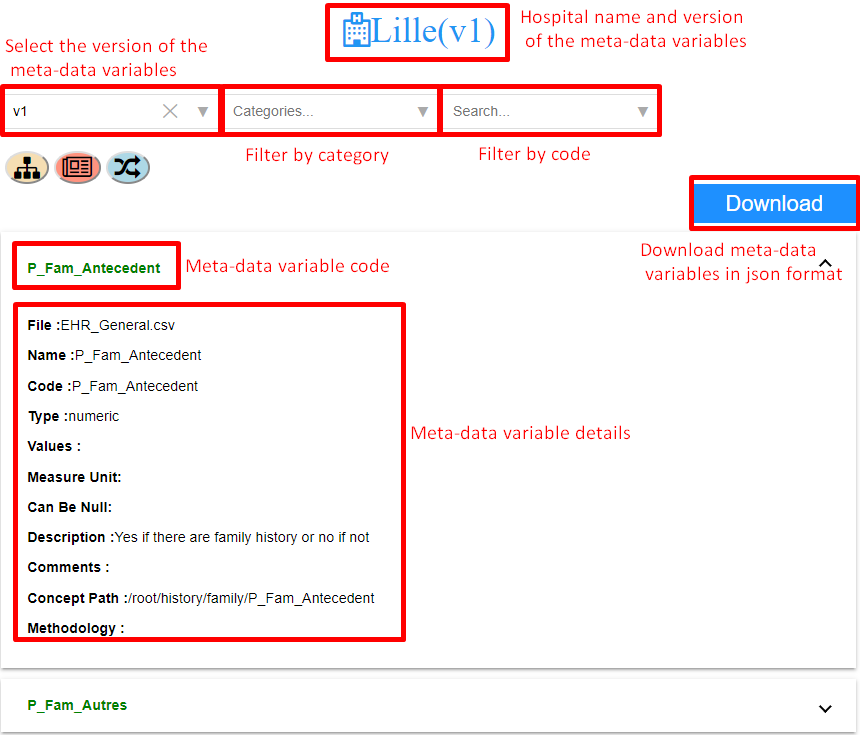 Lille(v1)
Hospital name and version
of the meta-data variables
Select the version of the
meta-data variables
v1
Categories...
Search...
Filter by category
Filter by code
Download
Download meta-data
variables in json format
P_Fam_Antecedent
Meta-data variable code
File :EHR_General.csv
Name :P_Fam_Antecedent
Code :P_Fam_Antecedent
Type :numeric
Values :
Measure Unit:
Can Be Null:
Description :Yes if there are family history or no if not
Comments :
Concept Path :/root/history/family/P_Fam_Antecedent
Methodology :
Meta-data variable details
P_Fam_Autres